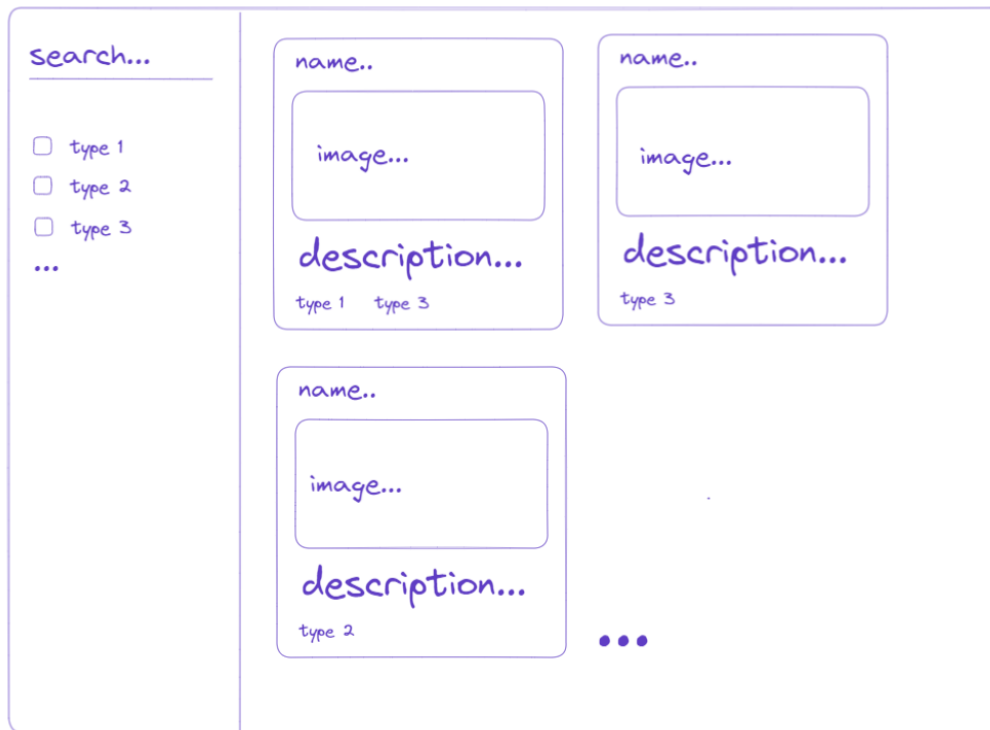 search...
type 1
type 2
type 3
...
name..
image...
description...
type 1 type 3
name..
image...
description...
type 3
name..
image...
description...
type 2
...